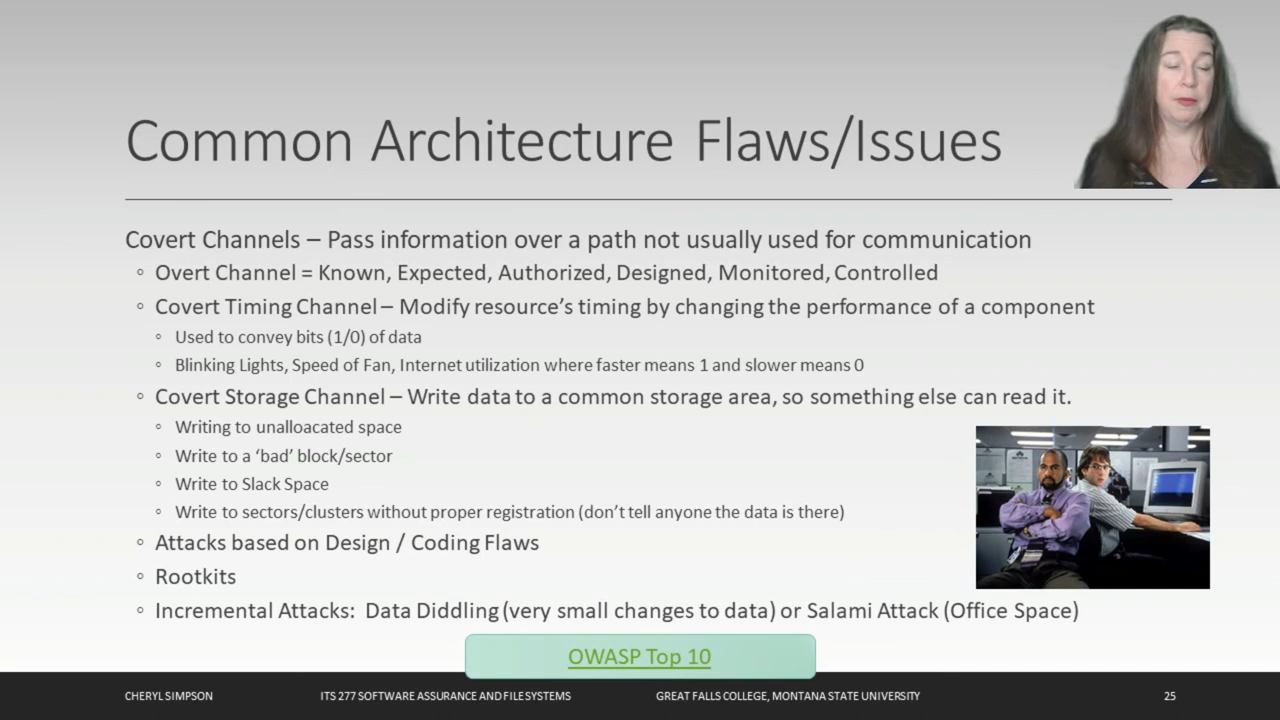 Common Architecture Flaws/Issues
Covert Channels – Pass information over a path not usually used for communication
◦ Overt Channel = Known, Expected, Authorized, Designed, Monitored, Controlled
◦ Covert Timing Channel – Modify resource's timing by changing the performance of a component
◦ Used to convey bits (1/0) of data
◦ Blinking Lights, Speed of Fan, Internet utilization where faster means 1 and slower means 0
◦ Covert Storage Channel – Write data to a common storage area, so something else can read it.
◦ Writing to unalloacated space
◦ Write to a 'bad' block/sector
◦ Write to Slack Space
◦ Write to sectors/clusters without proper registration (don't tell anyone the data is there)
◦ Attacks based on Design / Coding Flaws
◦ Rootkits
◦ Incremental Attacks: Data Diddling (very small changes to data) or Salami Attack (Office Space)
OWASP Top 10
CHERYL SIMPSON ITS 277 SOFTWARE ASSURANCE AND FILE SYSTEMS GREAT FALLS COLLEGE, MONTANA STATE UNIVERSITY 25